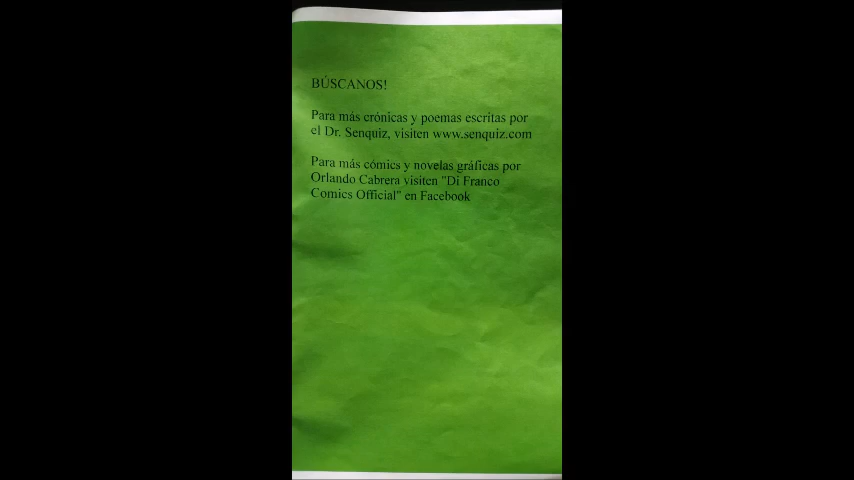 BÚSCANOS!
Para más crónicas y poemas escritas por
el Dr. Senquiz, visiten www.senquiz.com
Para más cómics y novelas gráficas por
Orlando Cabrera visiten "Di Franco
Comics Official" en Facebook